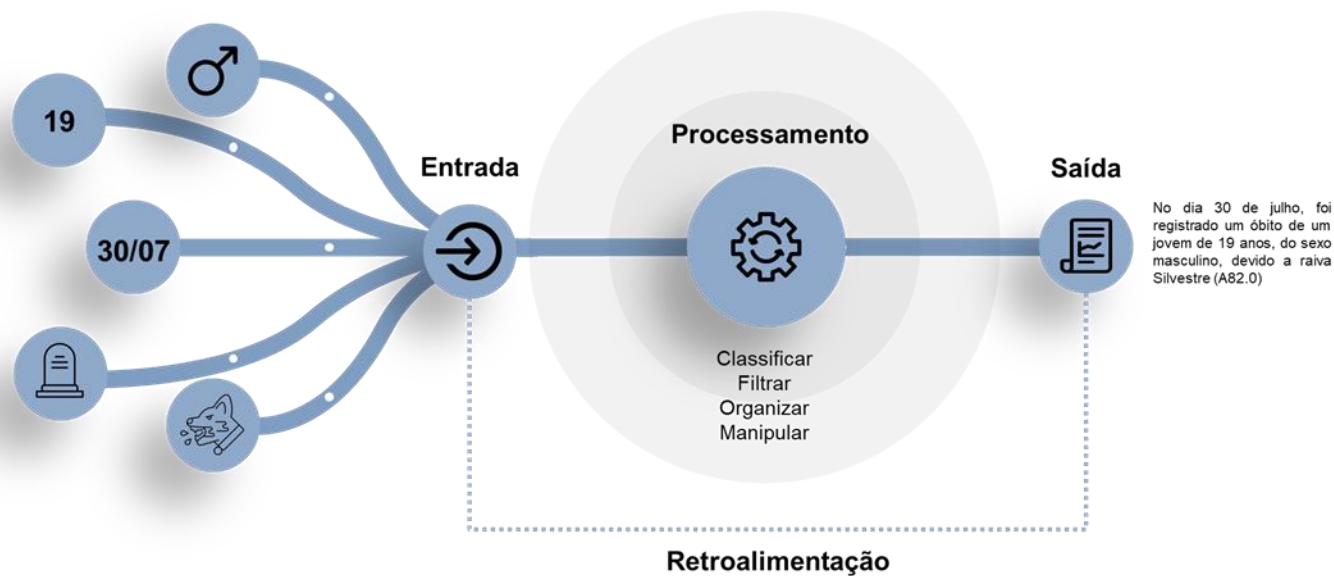 19
30/07
Entrada
Processamento
Classificar
Filtrar
Organizar
Manipular
Saída
No dia 30 de julho, foi
registrado um óbito de um
jovem de 19 anos, do sexo
masculino, devido a raiva
Silvestre (A82.0)
Retroalimentação